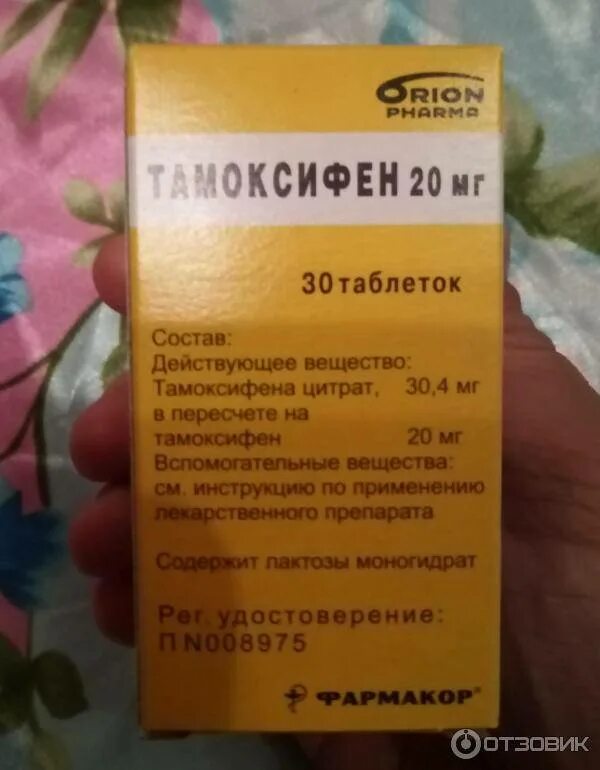 ORION
PHARMA
ТАМОКСИФЕН 20 мг
30 таблеток
Состав:
Действующее вещество:
Тамоксифена цитрат, 30,4 мг
в пересчете на
тамоксифен 20 мг
Вспомогательные вещества:
см. инструкцию по применению
лекарственного препарата
Содержит лактозы моногидрат
Рег. удостоверение:
П N008975
ФАРМАКОР®
ОТЗОВИК